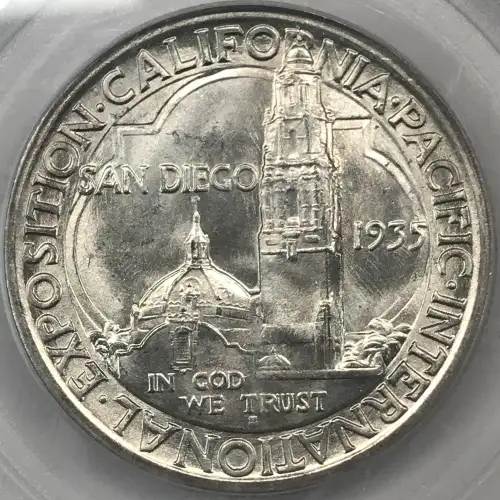 CALIFORNIA·PACIFIC·INTERNATIONAL·EXPOSITION·
SAN DIEGO
1935
IN GOD
WE TRUST
S